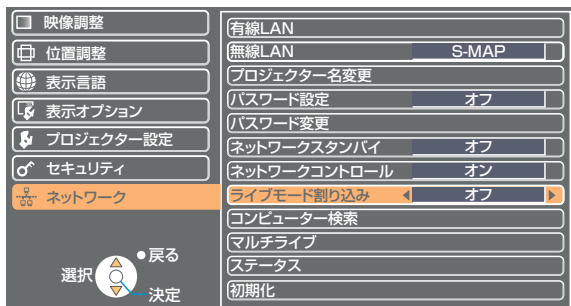 映像調整
位置調整
表示言語
表示オプション
プロジェクター設定
セキュリティ
ネットワーク
戻る
選択
決定
有線LAN
無線LAN S-MAP
プロジェクター名変更
パスワード設定 オフ
パスワード変更
ネットワークスタンバイ オフ
ネットワークコントロール オン
ライブモード割り込み オフ
コンピューター検索
マルチライブ
ステータス
初期化